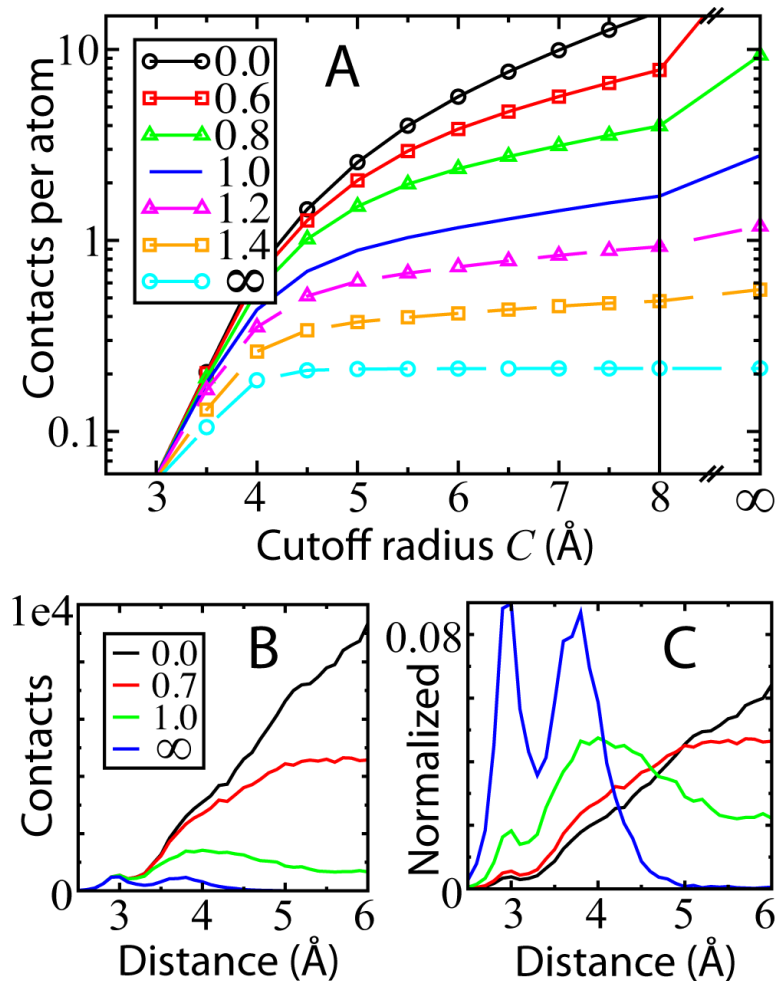 A
10
1
0.1
Contacts per atom
0.0
0.6
0.8
1.0
1.2
1.4
∞
3 4 5 6 7 8 ∞
Cutoff radius C (Å)
B
1e4
0
Contacts
0.0
0.7
1.0
∞
3 4 5 6
Distance (Å)
C
0.08
0
Normalized
3 4 5 6
Distance (Å)